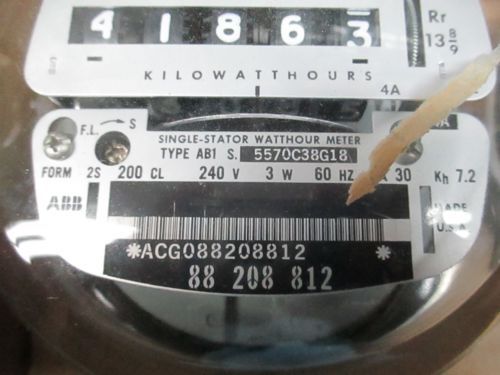 4 1 8 6 3
Rr
13 8/9
KILOWATTHOURS
4A
F.L. → S
SINGLE-STATOR WATTHOUR METER
TYPE AB1 S. 5570C38G18
FORM 2S 200 CL 240 V 3 W 60 HZ 30 Kh 7.2
ABB
MADE
U.S.A
*ACG088208812 *
88 208 812